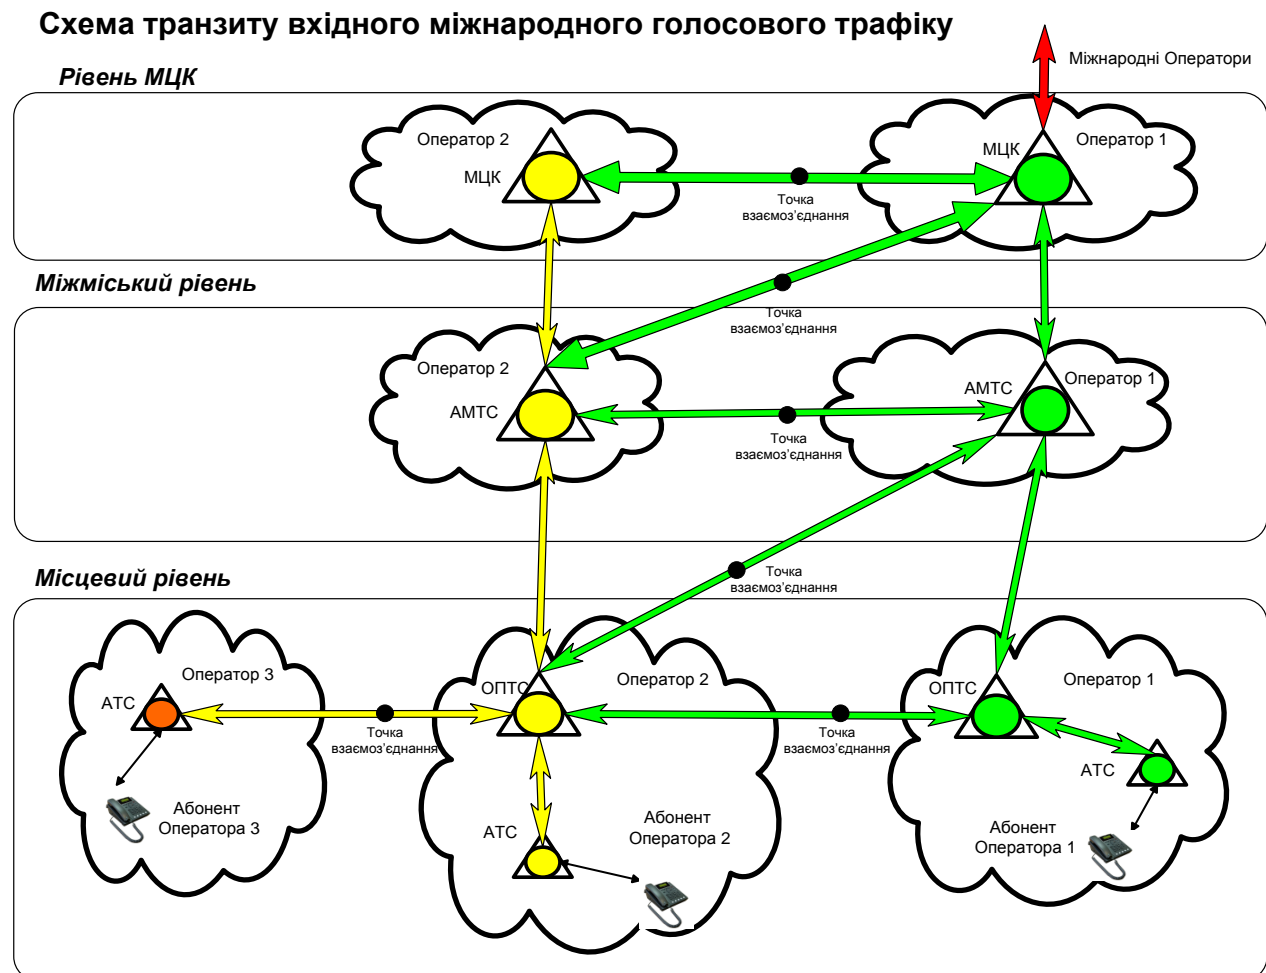 Схема транзиту вхідного міжнародного голосового трафіку
Міжнародні Оператори
Рівень МЦК
Оператор 2
МЦК
Оператор 1
МЦК
Точка
взаємоз'єднання
Міжміський рівень
Точка
взаємоз'єднання
Оператор 2
АМТС
Оператор 1
АМТС
Точка
взаємоз'єднання
Місцевий рівень
Точка
взаємоз'єднання
Оператор 3
АТС
ОПТС
Оператор 2
ОПТС
Оператор 1
Точка
взаємоз'єднання
Точка
взаємоз'єднання
АТС
Абонент
Оператора 3
АТС
Абонент
Оператора 2
Абонент
Оператора 1